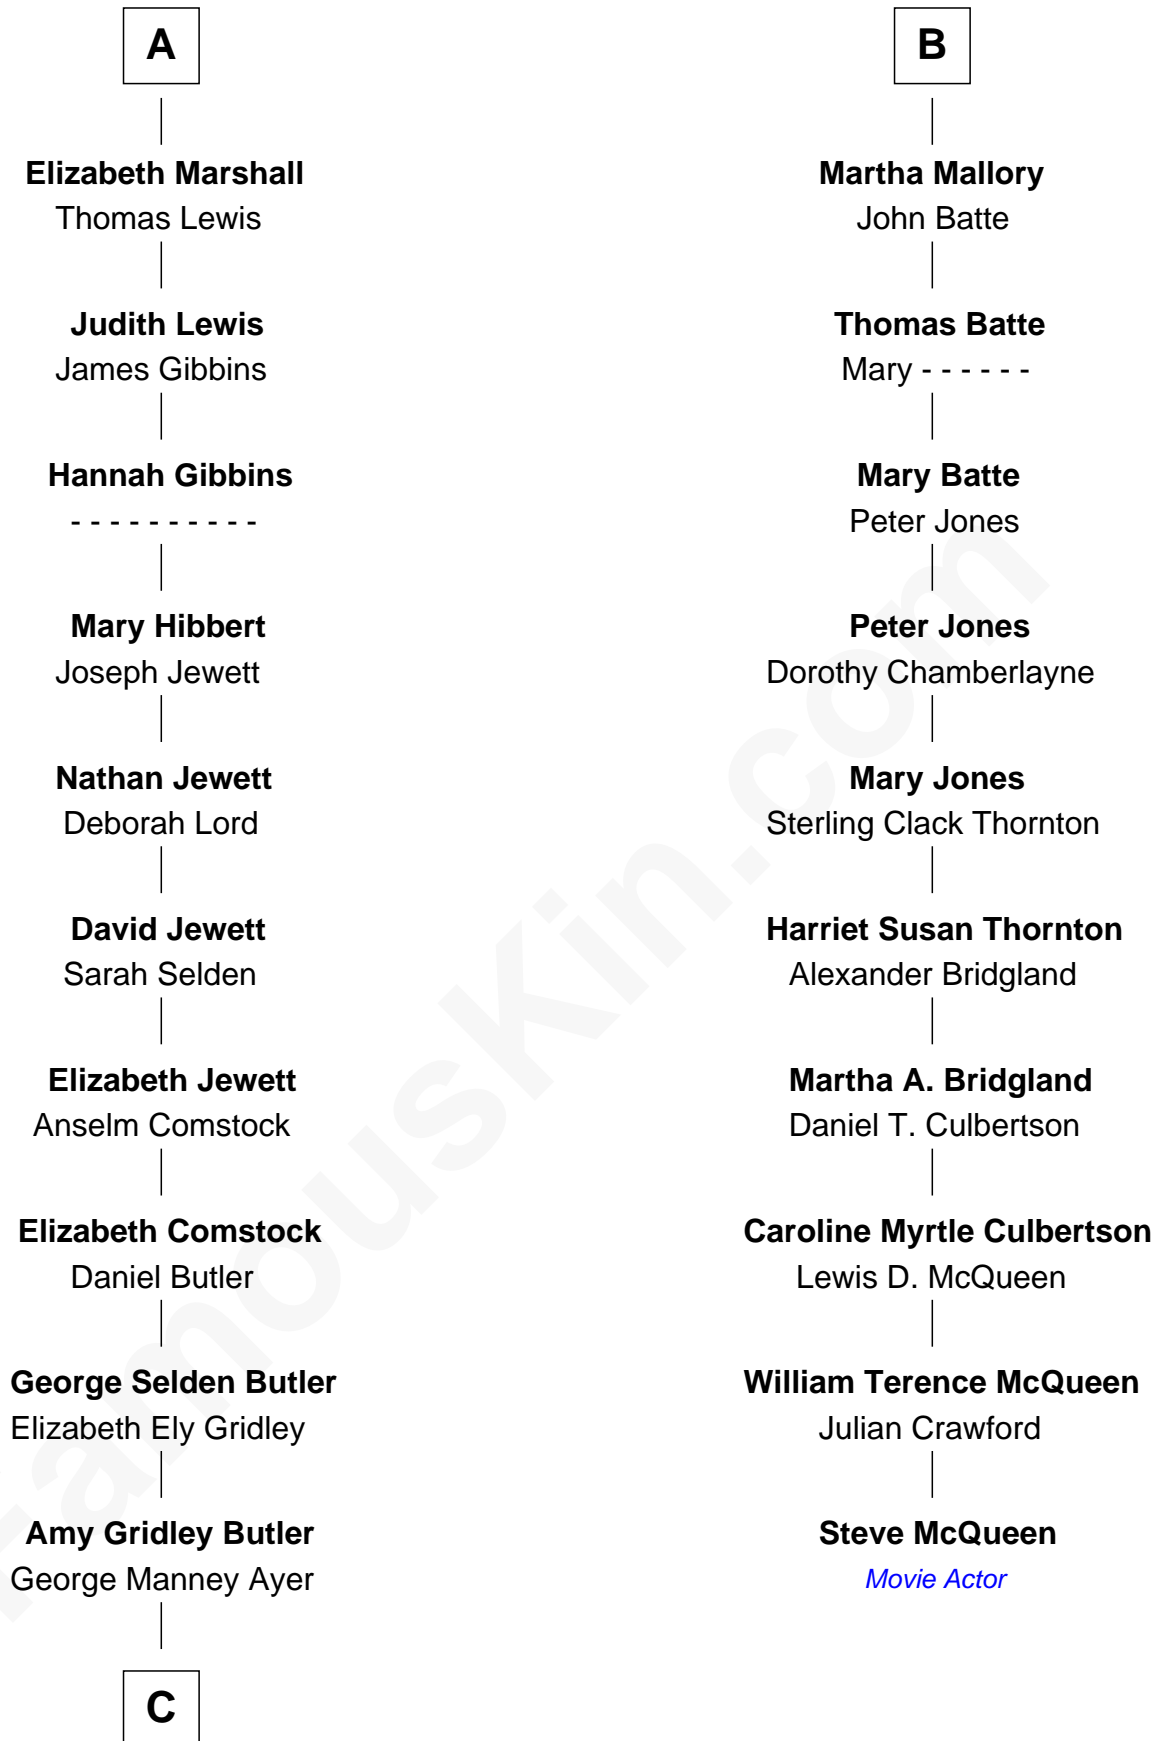 A
Elizabeth Marshall
Thomas Lewis
Judith Lewis
James Gibbins
Hannah Gibbins
- - - - - - - - - -
Mary Hibbert
Joseph Jewett
Nathan Jewett
Deborah Lord
David Jewett
Sarah Selden
Elizabeth Jewett
Anselm Comstock
Elizabeth Comstock
Daniel Butler
George Selden Butler
Elizabeth Ely Gridley
Amy Gridley Butler
George Manney Ayer
C
B
Martha Mallory
John Batte
Thomas Batte
Mary - - - - - -
Mary Batte
Peter Jones
Peter Jones
Dorothy Chamberlayne
Mary Jones
Sterling Clack Thornton
Harriet Susan Thornton
Alexander Bridgland
Martha A. Bridgland
Daniel T. Culbertson
Caroline Myrtle Culbertson
Lewis D. McQueen
William Terence McQueen
Julian Crawford
Steve McQueen
Movie Actor
FamousKin.com